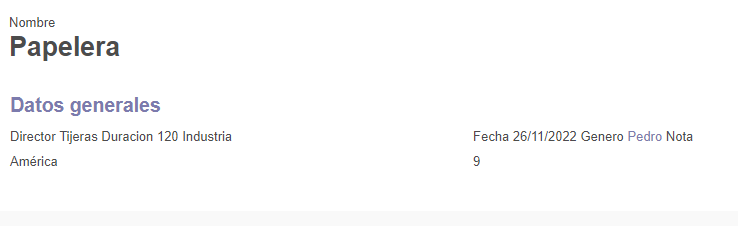 Nombre
Papelera
Datos generales
Director Tijeras Duracion 120 Industria
América
Fecha 26/11/2022 Genero Pedro Nota
9